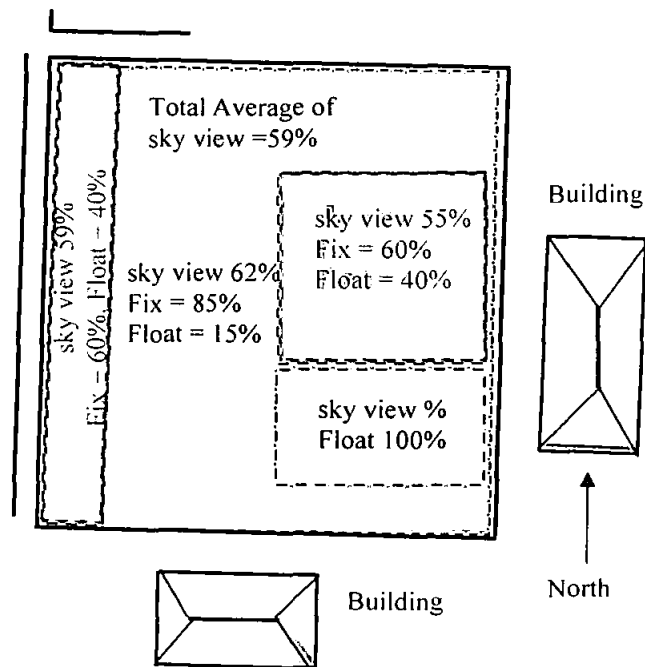 Total Average of
sky view =59%
Building
sky view 59%
Fix = 60%, Float = 40%
sky view 55%
Fix = 60%
Float = 40%
sky view 62%
Fix = 85%
Float = 15%
sky view %
Float 100%
North
Building